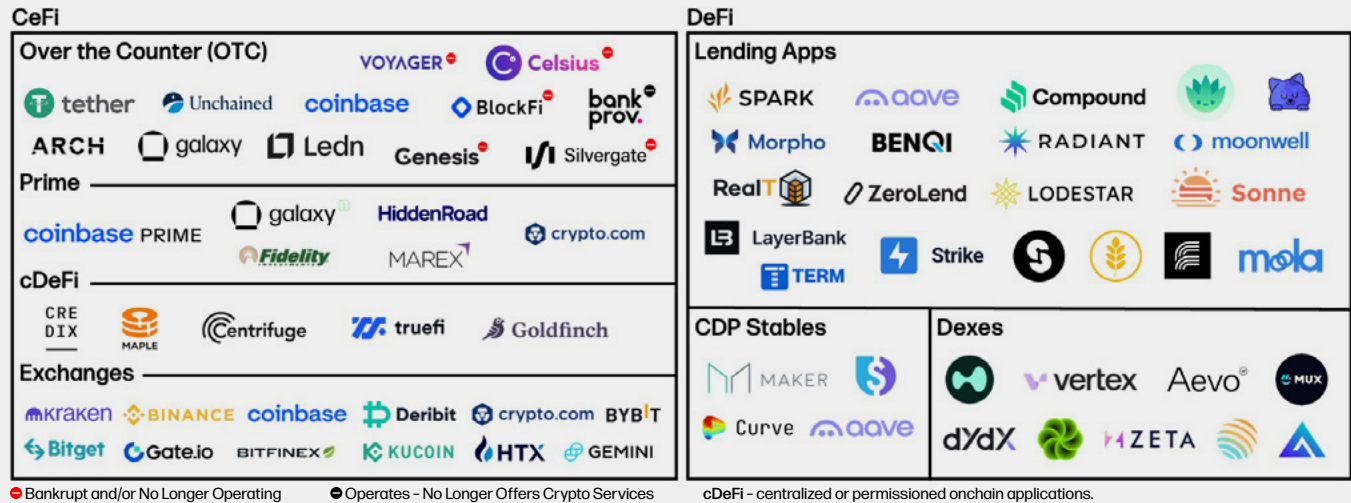 CeFi
Over the Counter (OTC)
VOYAGER
Celsius
tether
Unchained
coinbase
BlockFi
bank
prov.
ARCH
galaxy
Ledn
Genesis
Silvergate
Prime
coinbase PRIME
galaxy
HiddenRoad
crypto.com
Fidelity
MAREX
cDeFi
CRE
DIX
MAPLE
Centrifuge
truefi
Goldfinch
Exchanges
kraken
BINANCE
coinbase
Deribit
crypto.com
BYBIT
Bitget
Gate.io
BITFINEX
KUCOIN
HTX
GEMINI
DeFi
Lending Apps
SPARK
aave
Compound
Morpho
BENQI
RADIANT
moonwell
RealT
ZeroLend
LODESTAR
Sonne
LayerBank
TERM
Strike
moola
CDP Stables
MAKER
Curve
aave
Dexes
vertex
Aevo
MUX
dYdX
ZETA
Bankrupt and/or No Longer Operating
Operates – No Longer Offers Crypto Services
cDeFi – centralized or permissioned onchain applications.